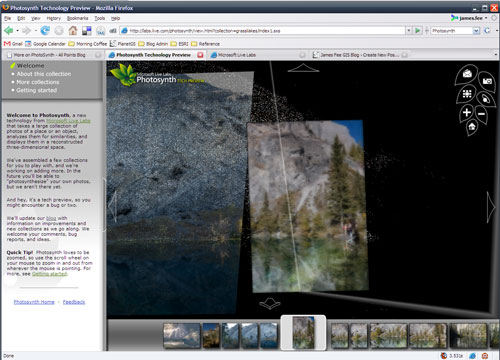 Photosynth Technology Preview - Mozilla Firefox
File Edit View History Bookmarks Tools Help
james.fee
http://labs.live.com/photosynth/view.html?collection=grasslakes/index1.sxs
Photosynth
Gmail Google Calendar Morning Coffee PlanetGS Blog Admin ESRI Reference
More on PhotoSynth - All Points Blog
Photosynth Technology Preview
Microsoft Live Labs
James Fee GIS Blog - Create New Pos...
Welcome
About this collection
More collections
Getting started
Microsoft Live Labs
Photosynth TECH PREVIEW
Welcome to Photosynth, a new
technology from Microsoft Live Labs
that takes a large collection of
photos of a place or an object,
analyzes them for similarities, and
displays them in a reconstructed
three-dimensional space.
We've assembled a few collections
for you to play with, and we're
working on adding more. In the
future you'll be able to
"photosynthesize" your own photos,
but we aren't there yet.
And hey, it's a tech preview, so you
might encounter a bug or two.
We'll update our blog with
information on improvements and
new collections as we go along. We
welcome your comments, bug
reports, and ideas.
Quick Tip! Photosynth loves to be
zoomed, so use the scroll wheel on
your mouse to zoom in and out from
wherever the mouse is pointing. For
more, see Getting started.
Photosynth Home · Feedback
Done
3.531s